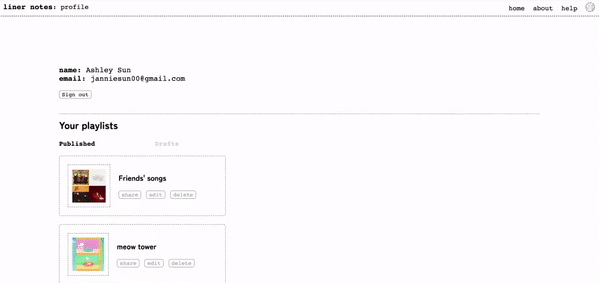 liner notes: profile
home about help
name: Ashley Sun
email: janniesun00@gmail.com
Sign out
Your playlists
Published Drafts
Friends' songs
share edit delete
meow tower
share edit delete